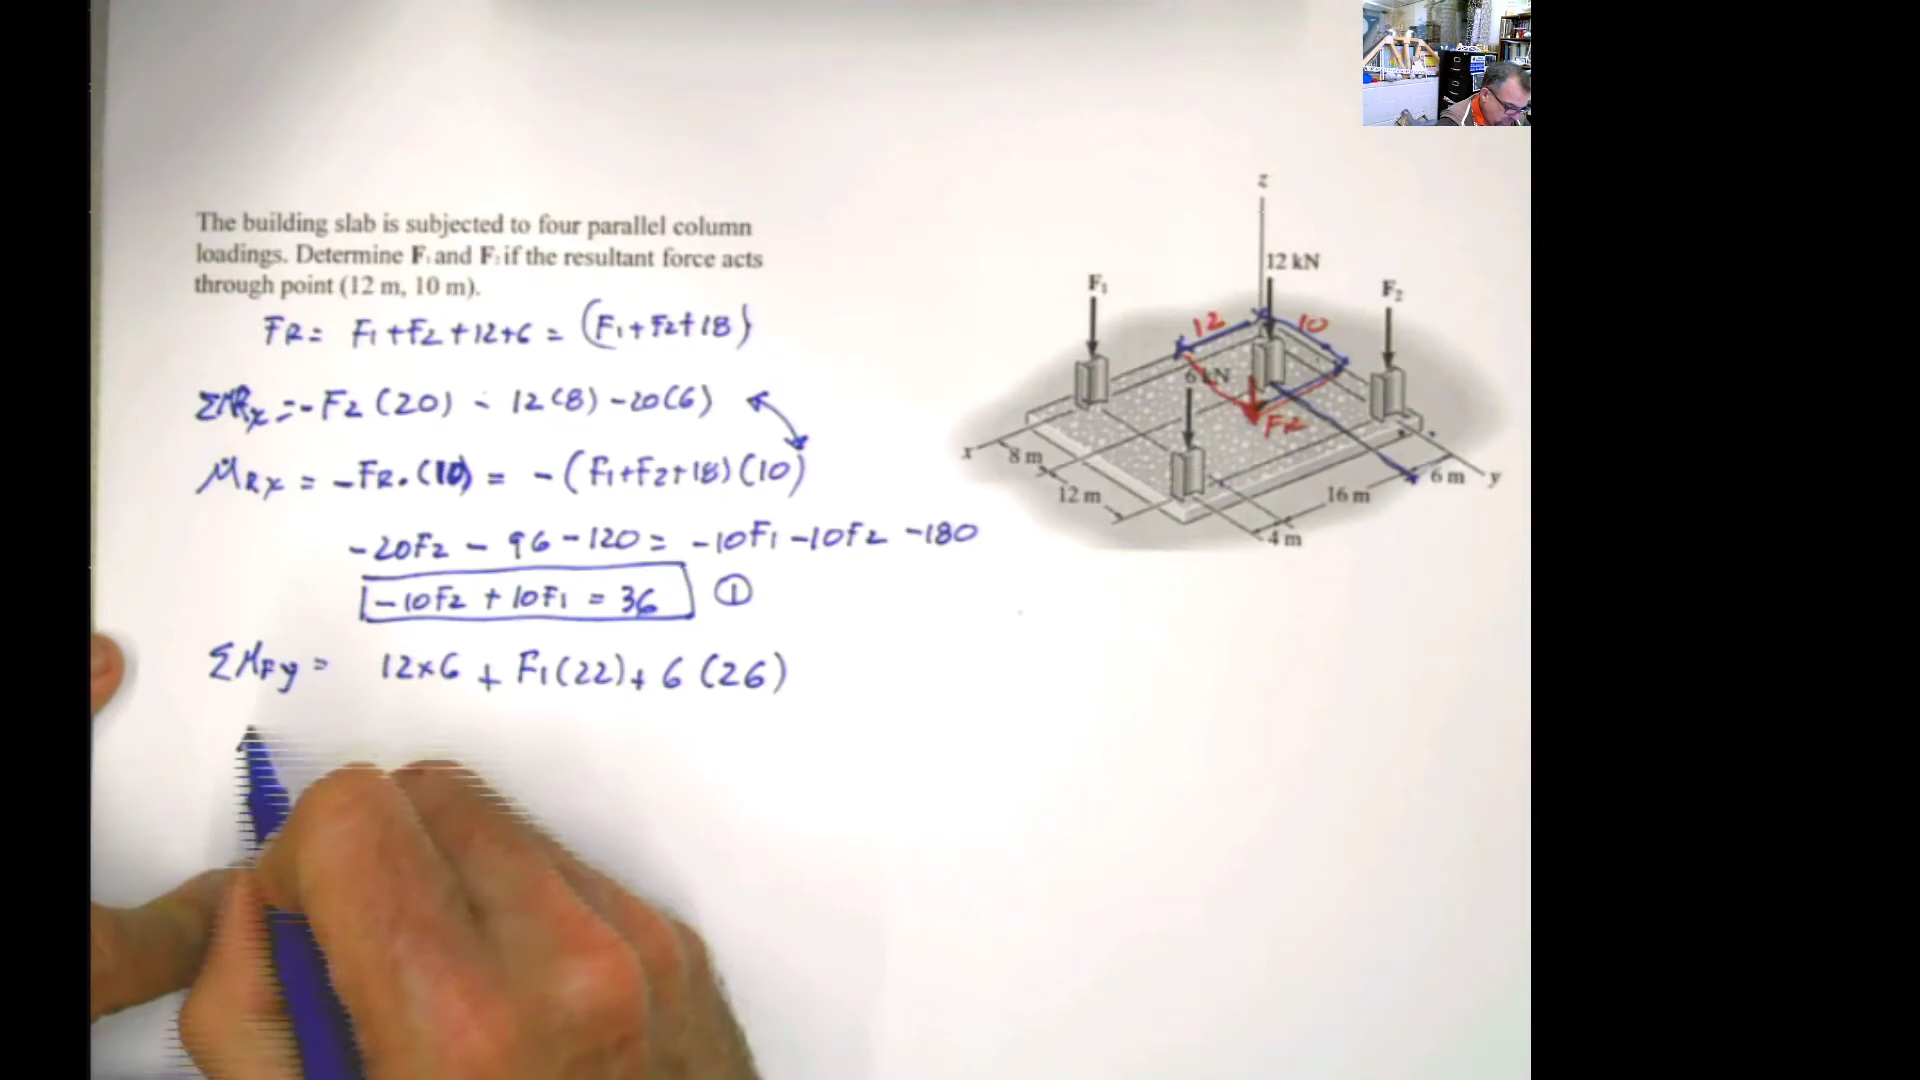 The building slab is subjected to four parallel column
loadings. Determine F1 and F2 if the resultant force acts
through point (12 m, 10 m).
FR = F1+F2+12+6 = (F1+F2+18)
ΣMRx = -F2(20) - 12(8) -20(6)
MRx = -FR.(10) = -(F1+F2+18)(10)
-20F2 - 96 -120 = -10F1 -10F2 -180
-10F2 + 10F1 = 36 ①
12×6 + F1(22)+ 6(26)
z
12 kN
F1
F2
12
10
6 kN
FR
x
8 m
12 m
16 m
6 m
y
4 m